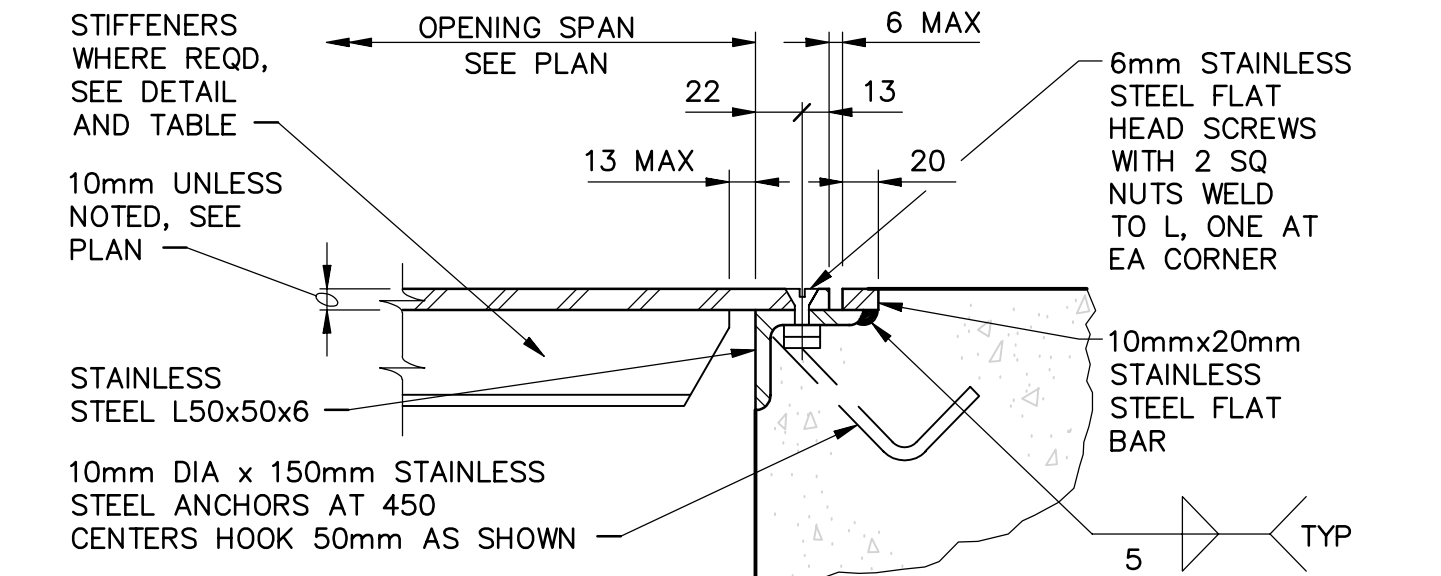 STIFFENERS
WHERE REQD,
SEE DETAIL
AND TABLE
10mm UNLESS
NOTED, SEE
PLAN
OPENING SPAN
SEE PLAN
6 MAX
22
13
13 MAX
20
6mm STAINLESS
STEEL FLAT
HEAD SCREWS
WITH 2 SQ
NUTS WELD
TO L, ONE AT
EA CORNER
STAINLESS
STEEL L50x50x6
10mmx20mm
STAINLESS
STEEL FLAT
BAR
10mm DIA x 150mm STAINLESS
STEEL ANCHORS AT 450
CENTERS HOOK 50mm AS SHOWN
5
TYP